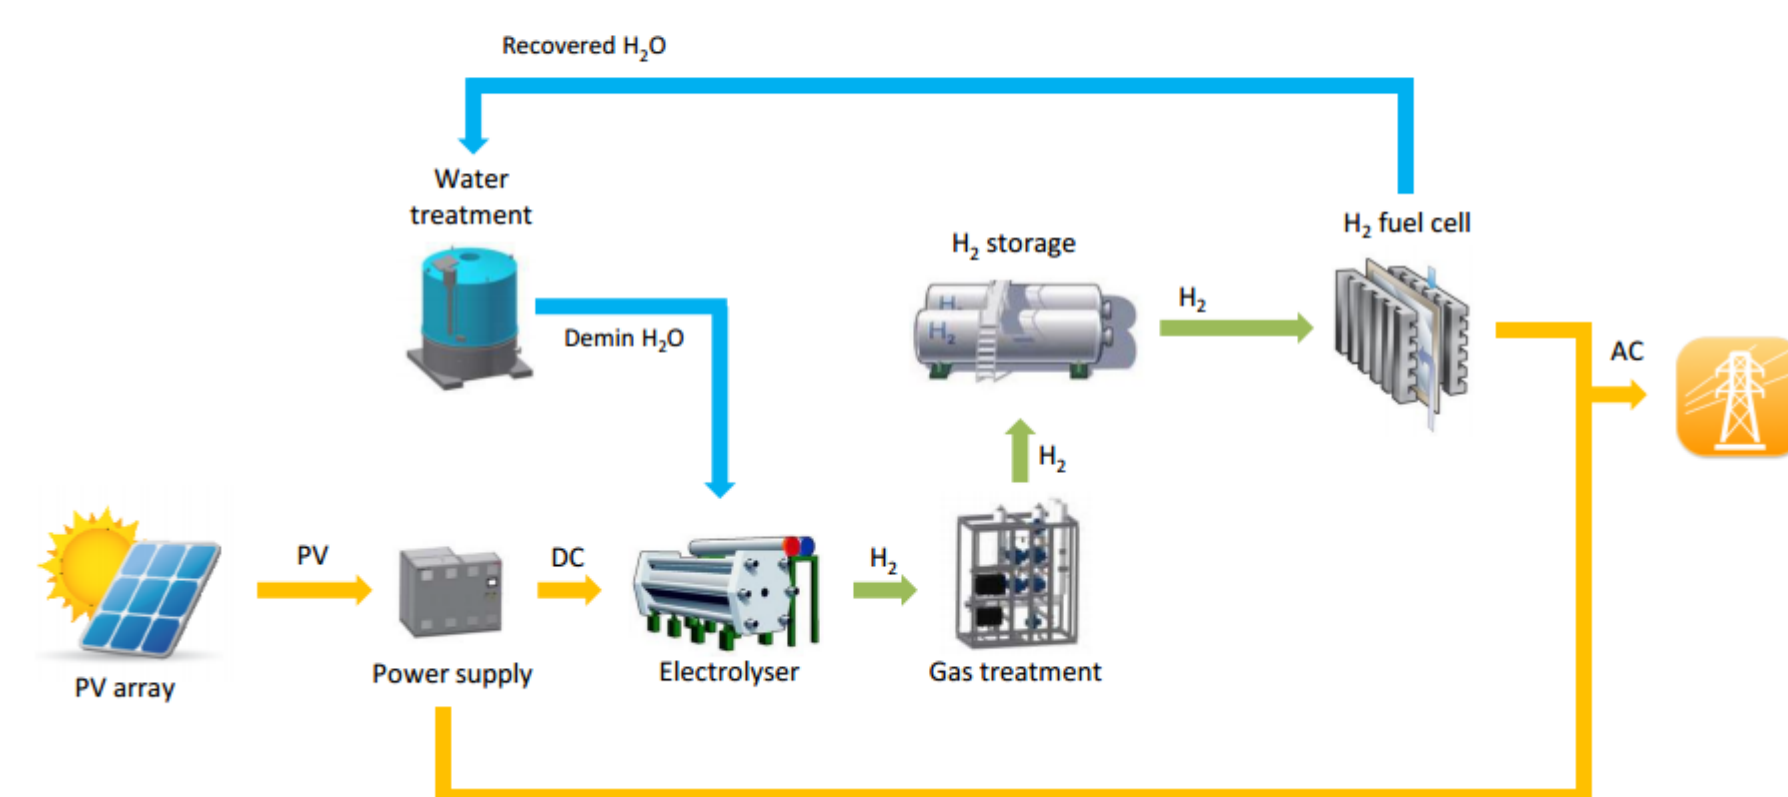 Recovered H₂O
Water
treatment
H₂ fuel cell
H₂ storage
H₂
H₂
Demin H₂O
AC
H₂
PV
DC
H₂
PV array
Power supply
Electrolyser
Gas treatment